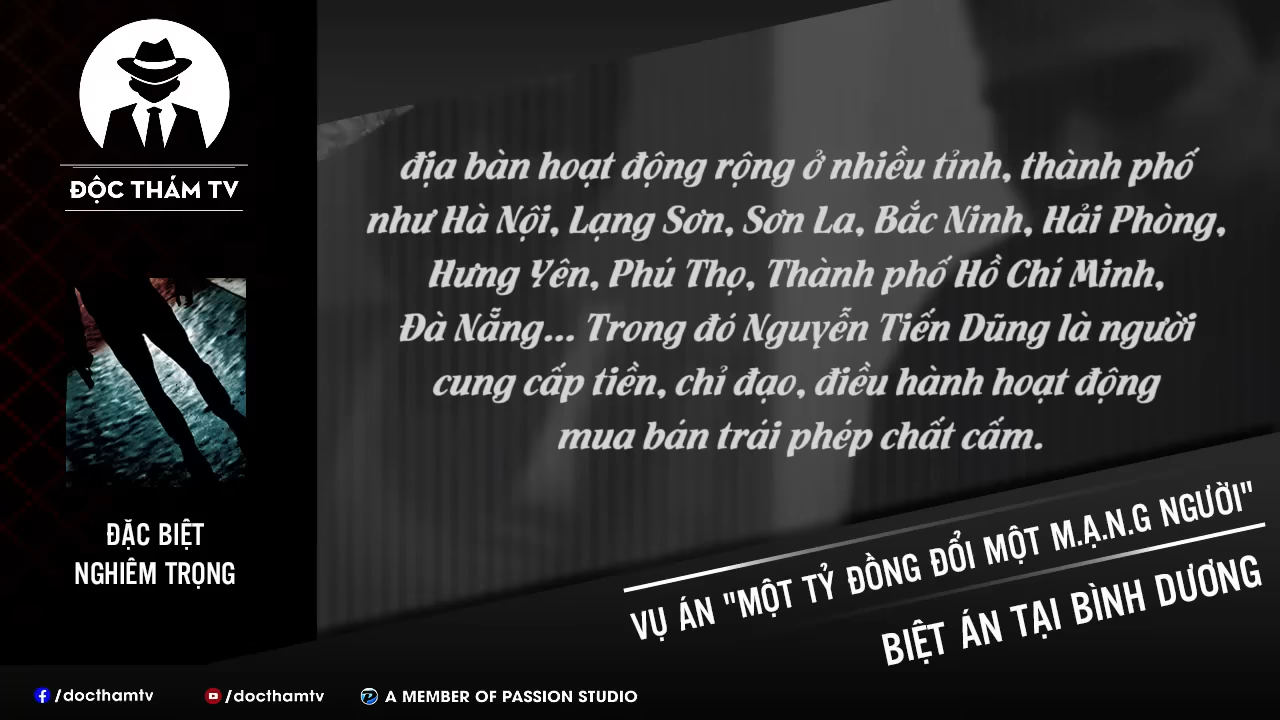 ĐỘC THÁM TV
ĐẶC BIỆT
NGHIÊM TRỌNG
địa bàn hoạt động rộng ở nhiều tỉnh, thành phố
như Hà Nội, Lạng Sơn, Sơn La, Bắc Ninh, Hải Phòng,
Hưng Yên, Phú Thọ, Thành phố Hồ Chí Minh,
Đà Nẵng... Trong đó Nguyễn Tiến Dũng là người
cung cấp tiền, chỉ đạo, điều hành hoạt động
mua bán trái phép chất cấm.
VỤ ÁN "MỘT TỶ ĐỒNG ĐỔI MỘT M.Ạ.N.G NGƯỜI"
BIỆT ÁN TẠI BÌNH DƯƠNG
/docthamtv
/docthamtv
A MEMBER OF PASSION STUDIO